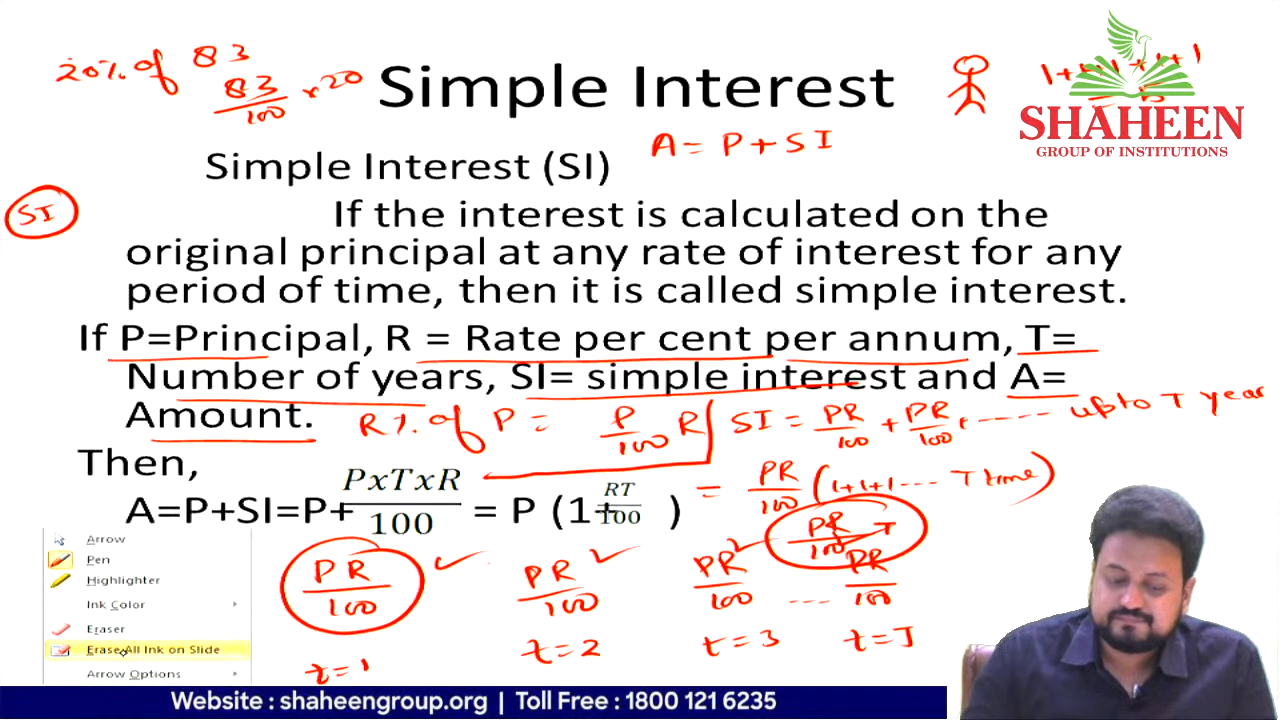 20% of 83
83/100 × 20
Simple Interest
SHAHEEN
GROUP OF INSTITUTIONS
A = P + SI
Simple Interest (SI)
SI
If the interest is calculated on the
original principal at any rate of interest for any
period of time, then it is called simple interest.
If P=Principal, R = Rate per cent per annum, T=
Number of years, SI= simple interest and A=
Amount.
R% of P = P/100 R
SI = PR/100 + PR/100 + ...... upto T year
Then,
= PR/100 (1+1+1.... T time)
A=P+SI=P+ PxTxR/100 = P (1+ RT/100 )
PR/100 T
PR/100 PR/100 PR/100 ... PR/100
t=1 t=2 t=3 t=T
Arrow
Pen
Highlighter
Ink Color
Eraser
Erase All Ink on Slide
Arrow Options
Website : shaheengroup.org | Toll Free : 1800 121 6235